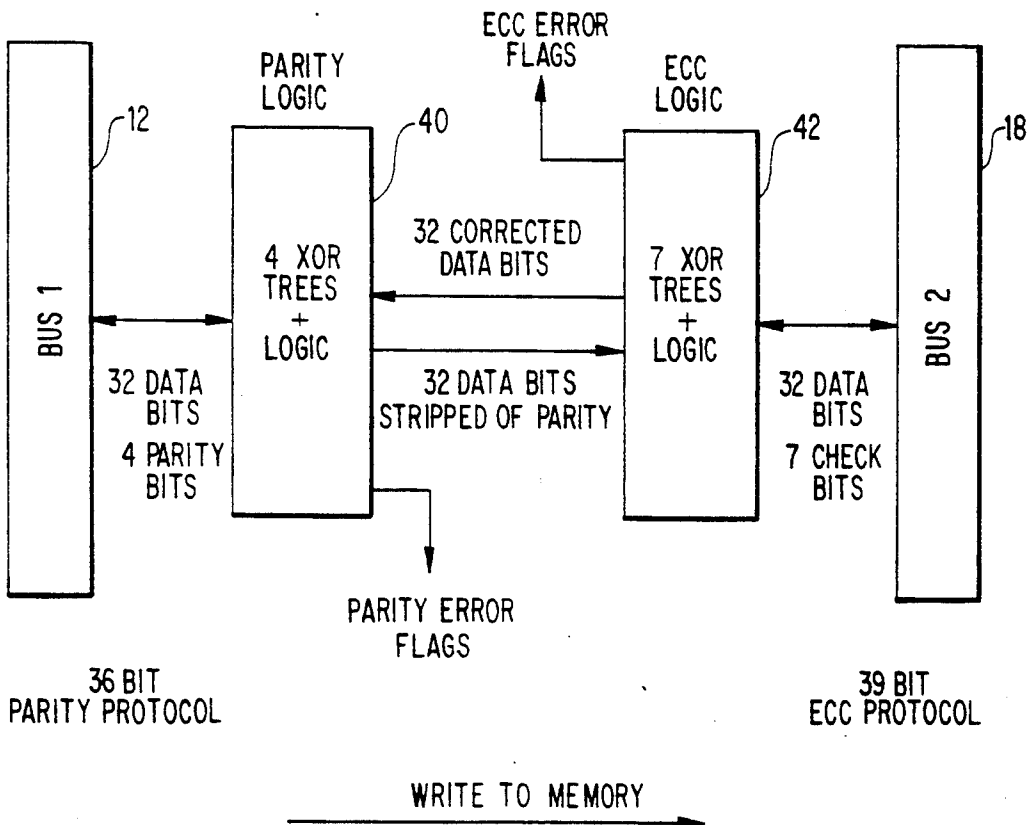 ECC ERROR
FLAGS
PARITY
LOGIC
ECC
LOGIC
12
40
42
18
BUS 1
4 XOR
TREES
+
LOGIC
32 CORRECTED
DATA BITS
7 XOR
TREES
+
LOGIC
BUS 2
32 DATA
BITS
4 PARITY
BITS
32 DATA BITS
STRIPPED OF PARITY
32 DATA
BITS
7 CHECK
BITS
PARITY ERROR
FLAGS
36 BIT
PARITY PROTOCOL
39 BIT
ECC PROTOCOL
WRITE TO MEMORY